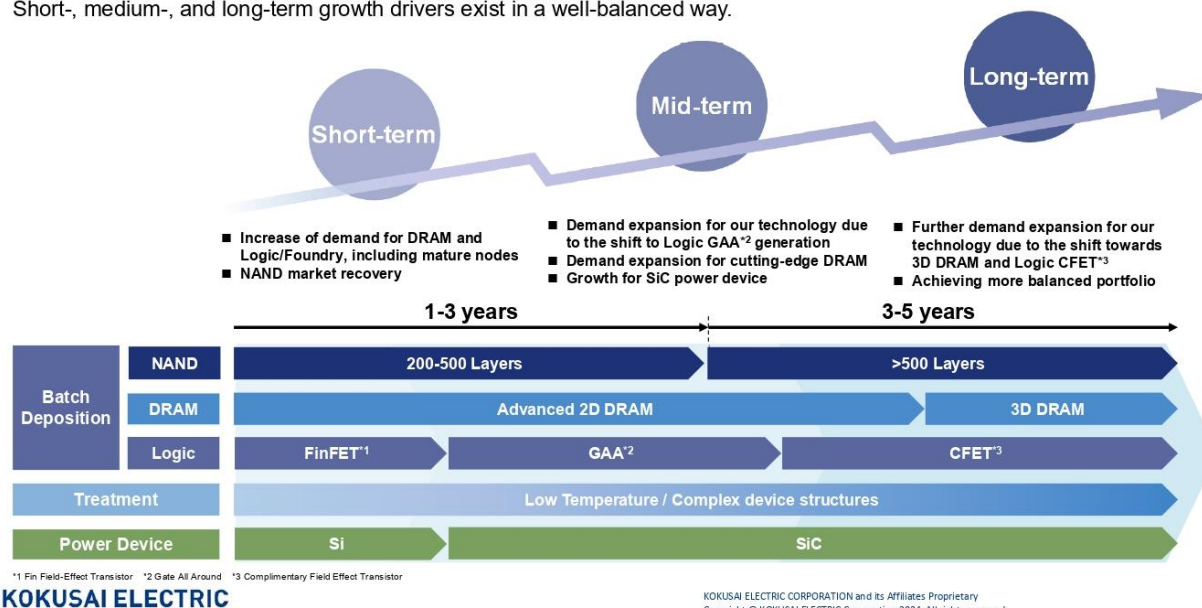 Short-, medium-, and long-term growth drivers exist in a well-balanced way.
Short-term
Mid-term
Long-term
■ Increase of demand for DRAM and
Logic/Foundry, including mature nodes
■ NAND market recovery
■ Demand expansion for our technology due
to the shift to Logic GAA*2 generation
■ Demand expansion for cutting-edge DRAM
■ Growth for SiC power device
■ Further demand expansion for our
technology due to the shift towards
3D DRAM and Logic CFET*3
■ Achieving more balanced portfolio
1-3 years
3-5 years
Batch
Deposition
NAND
200-500 Layers
>500 Layers
DRAM
Advanced 2D DRAM
3D DRAM
Logic
FinFET*1
GAA*2
CFET*3
Treatment
Low Temperature / Complex device structures
Power Device
Si
SiC
*1 Fin Field-Effect Transistor *2 Gate All Around *3 Complimentary Field Effect Transistor
KOKUSAI ELECTRIC
KOKUSAI ELECTRIC CORPORATION and its Affiliates Proprietary